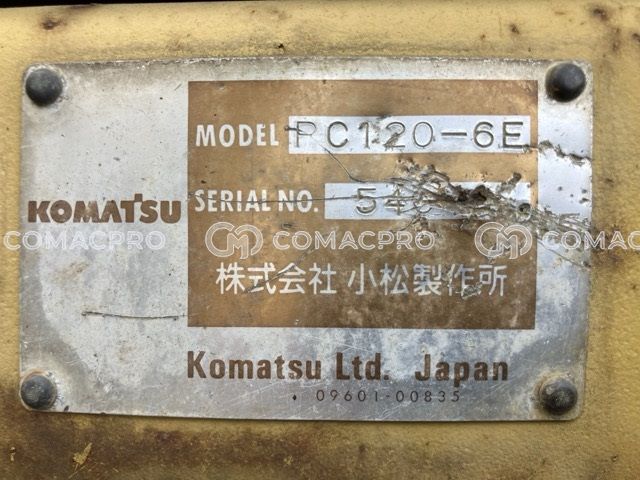 MODEL PC120-6E
KOMATSU
SERIAL NO.
COMACPRO COMACPRO COMACPRO
株式会社 小松製作所
Komatsu Ltd. Japan
09601-00835